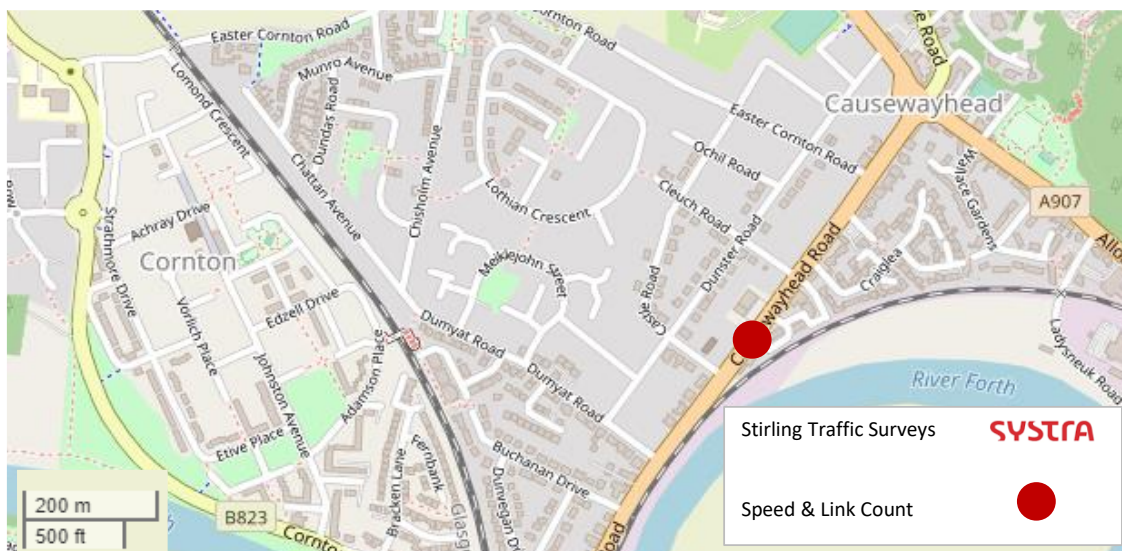 Easter Cornton Road
Cornton Road
Road
Munro Avenue
Causewayhead
Lomond Crescent
Dundas Road
Easter Cornton Road
Ochil Road
Wallace Gardens
Chattan Avenue
Chisholm Avenue
Cleuch Road
A907
Strathmore Drive
Achray Drive
Lorhian Crescent
Dunster Road
Causewayhead Road
Craiglea
Cornton
Meiklejohn Street
Castle Road
Edzell Drive
Vorlich Place
Dumyat Road
Ladysneuk Road
Adamson Place
Johnston Avenue
Dumyat Road
River Forth
Etive Place
Buchanan Drive
Fernbank
Bracken Lane
B823
200 m
500 ft
Stirling Traffic Surveys
SYSTRA
Speed & Link Count